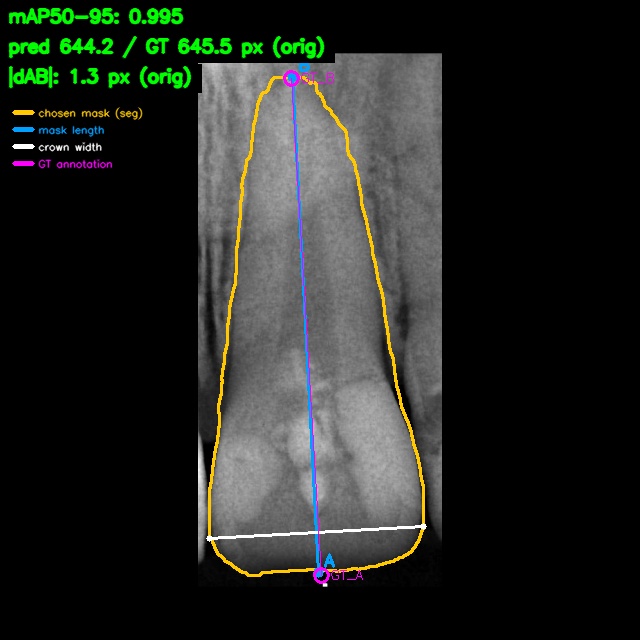 mAP50-95: 0.995
pred 644.2 / GT 645.5 px (orig)
|dAB|: 1.3 px (orig)
chosen mask (seg)
mask length
crown width
GT annotation
A
GT_A